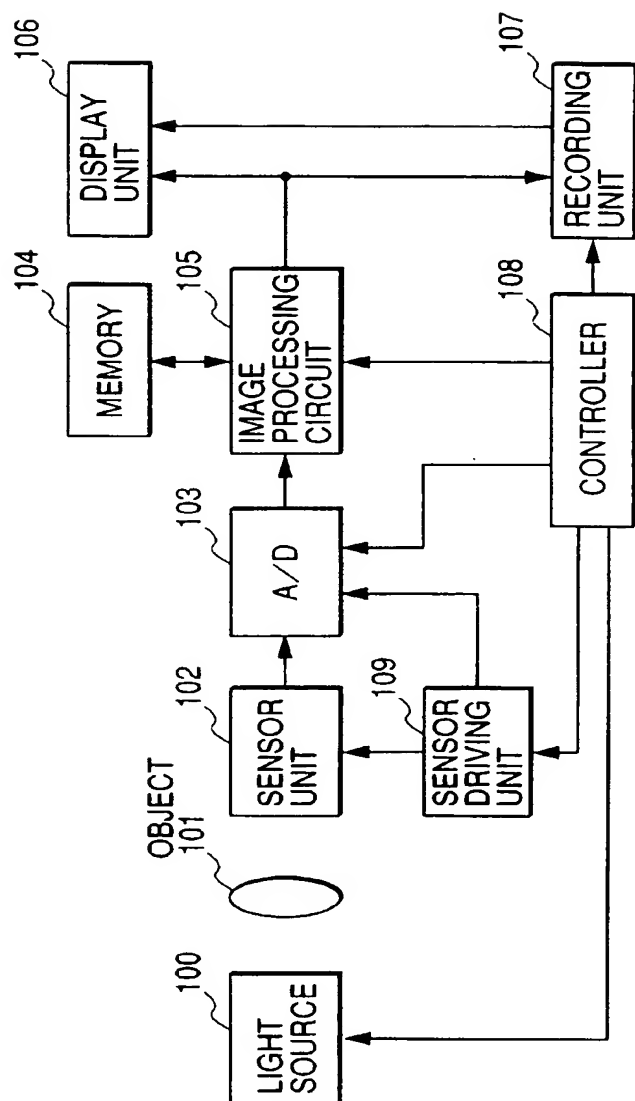 100
LIGHT
SOURCE
OBJECT
101
102
SENSOR
UNIT
109
SENSOR
DRIVING
UNIT
103
A/D
104
MEMORY
105
IMAGE
PROCESSING
CIRCUIT
106
DISPLAY
UNIT
108
CONTROLLER
107
RECORDING
UNIT